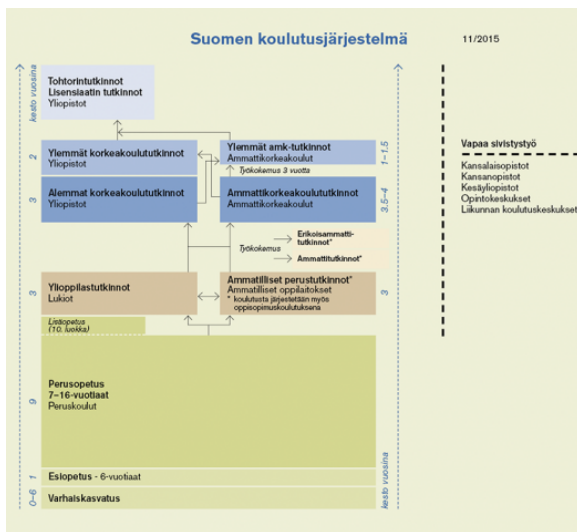 Suomen koulutusjärjestelmä
11/2015
kesto vuosina
Tohtorintutkinnot
Lisensiaatin tutkinnot
Yliopistot
2
Ylemmät korkeakoulututkinnot
Yliopistot
Ylemmät amk-tutkinnot
Ammattikorkeakoulut
1–1.5
Työkokemus 3 vuotta
3
Alemmat korkeakoulututkinnot
Yliopistot
Ammattikorkeakoulututkinnot
Ammattikorkeakoulut
3.5–4
Työkokemus
Erikoisammatti-
tutkinnot*
Ammattitutkinnot*
3
Ylioppilastutkinnot
Lukiot
Ammatilliset perustutkinnot*
Ammatilliset oppilaitokset
* koulutusta järjestetään myös
oppisopimuskoulutuksena
3
Lisäopetus
(10. luokka)
9
Perusopetus
7–16-vuotiaat
Peruskoulut
1
Esiopetus - 6-vuotiaat
0–6
Varhaiskasvatus
kesto vuosina
Vapaa sivistystyö
Kansalaisopistot
Kansanopistot
Kesäyliopistot
Opintokeskukset
Liikunnan koulutuskeskukset